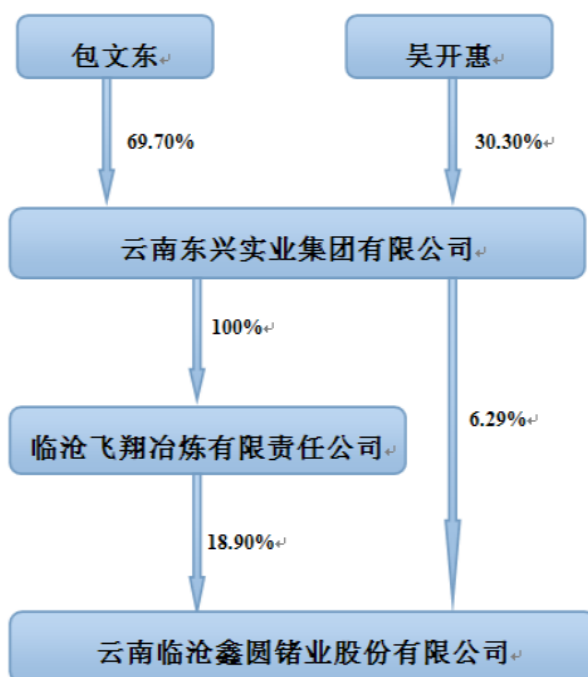 包文东
吴开惠
69.70%
30.30%
云南东兴实业集团有限公司
100%
临沧飞翔冶炼有限责任公司
6.29%
18.90%
云南临沧鑫圆锗业股份有限公司